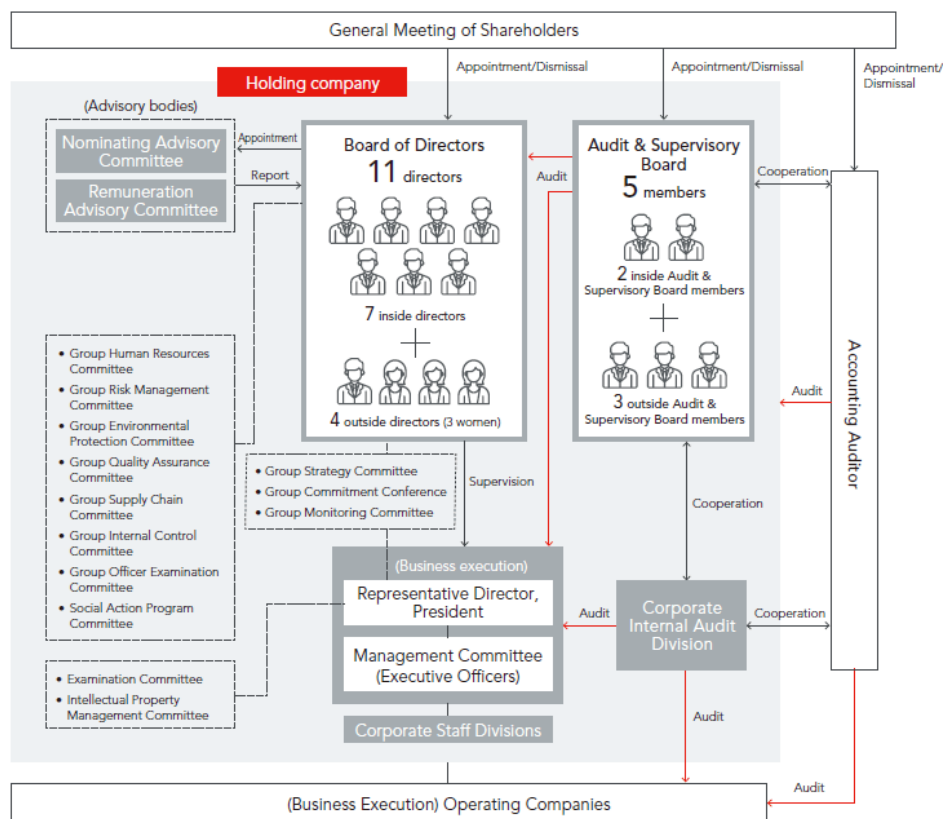 General Meeting of Shareholders
Appointment/Dismissal
Appointment/Dismissal
Appointment/
Dismissal
Holding company
(Advisory bodies)
Nominating Advisory
Committee
Remuneration
Advisory Committee
Appointment
Report
Board of Directors
11 directors
7 inside directors
4 outside directors (3 women)
Audit
Audit & Supervisory
Board
5 members
2 inside Audit &
Supervisory Board members
3 outside Audit &
Supervisory Board members
Cooperation
Accounting Auditor
Audit
• Group Human Resources
Committee
• Group Risk Management
Committee
• Group Environmental
Protection Committee
• Group Quality Assurance
Committee
• Group Supply Chain
Committee
• Group Internal Control
Committee
• Group Officer Examination
Committee
• Social Action Program
Committee
• Group Strategy Committee
• Group Commitment Conference
• Group Monitoring Committee
Supervision
Cooperation
(Business execution)
Representative Director,
President
Management Committee
(Executive Officers)
Audit
Corporate
Internal Audit
Division
Cooperation
• Examination Committee
• Intellectual Property
Management Committee
Corporate Staff Divisions
Audit
Audit
(Business Execution) Operating Companies